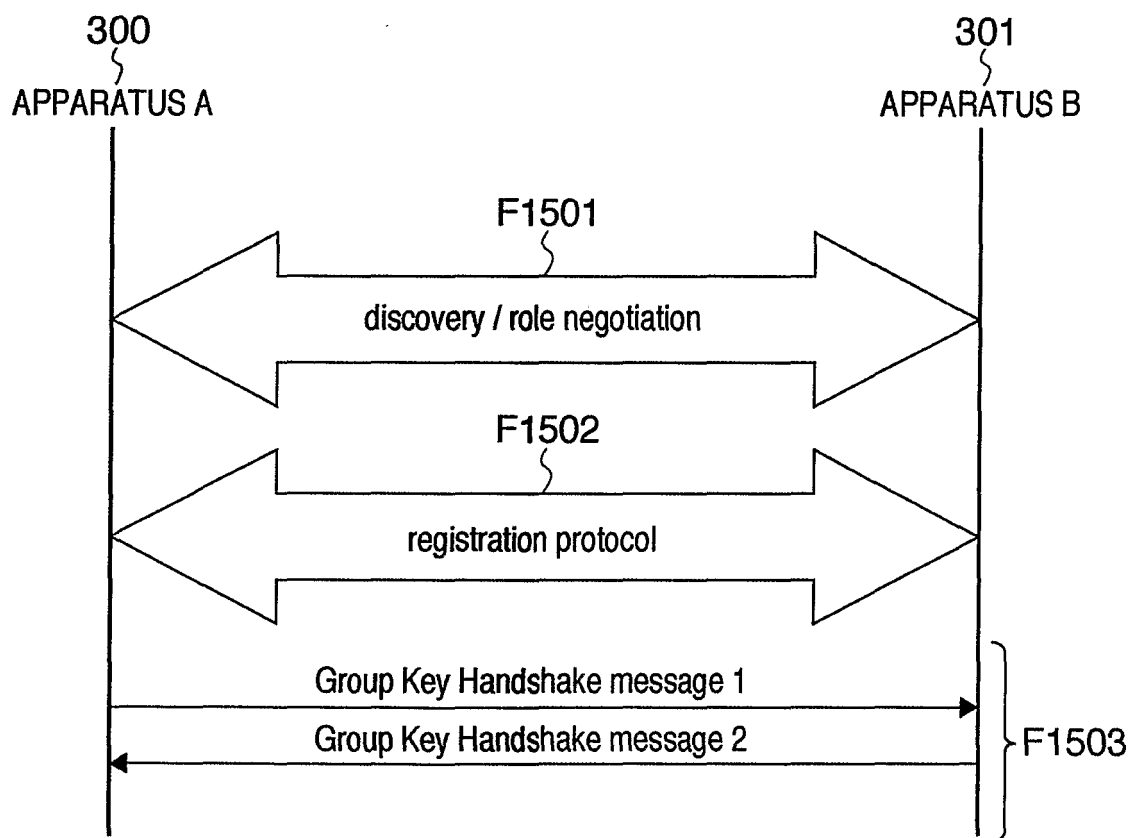 300
301
APPARATUS A
APPARATUS B
F1501
discovery / role negotiation
F1502
registration protocol
Group Key Handshake message 1
Group Key Handshake message 2
F1503